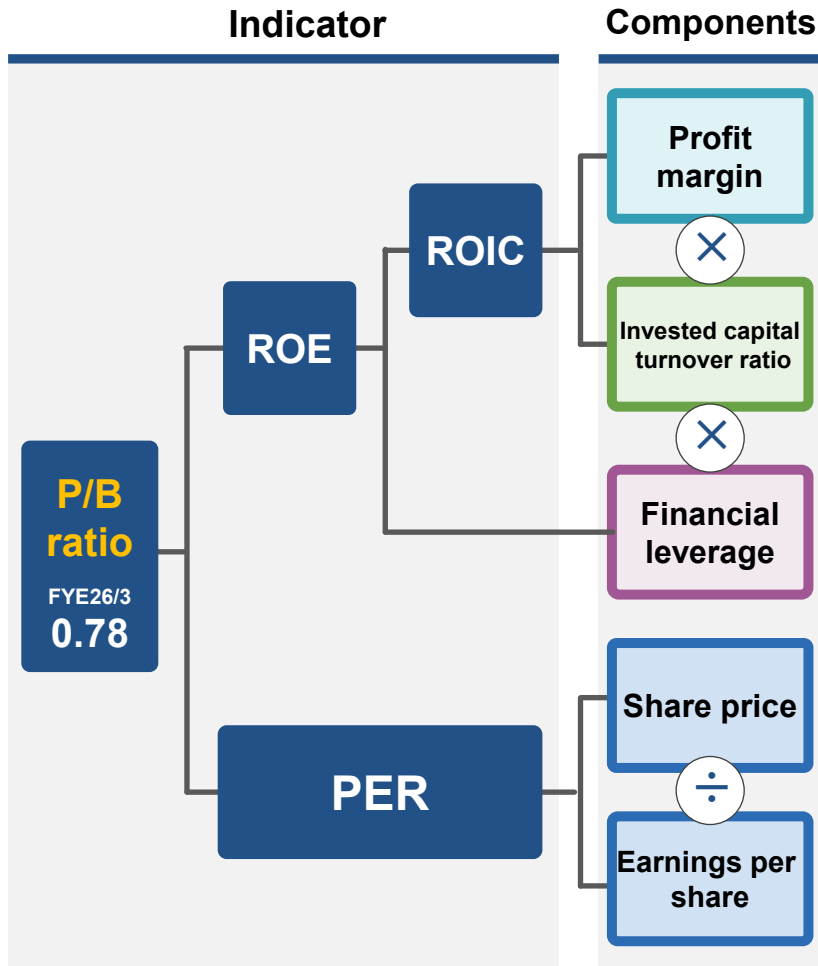 Indicator
Components
P/B
ratio
FYE26/3
0.78
ROE
ROIC
PER
Profit
margin
×
Invested capital
turnover ratio
×
Financial
leverage
Share price
÷
Earnings per
share